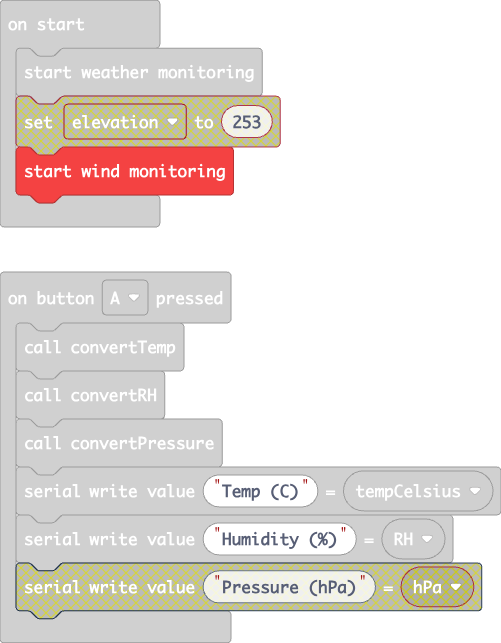 on start
start weather monitoring
set elevation to 253
start wind monitoring
on button A pressed
call convertTemp
call convertRH
call convertPressure
serial write value "Temp (C)" = tempCelsius
serial write value "Humidity (%)" = RH
serial write value "Pressure (hPa)" = hPa